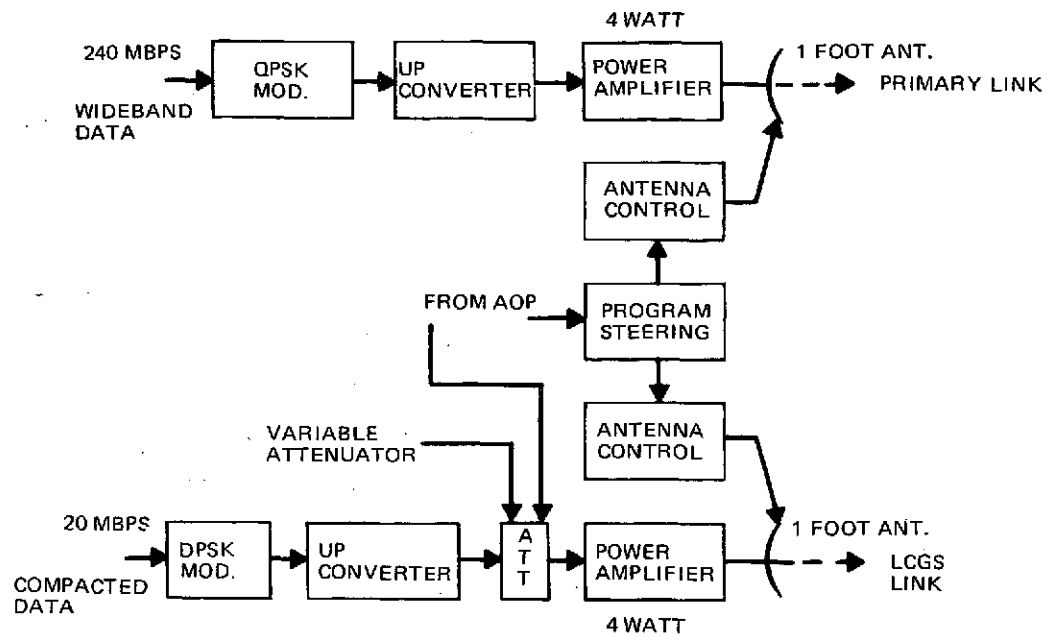 4 WATT
240 MBPS
WIDEBAND
DATA
QPSK
MOD.
UP
CONVERTER
POWER
AMPLIFIER
1 FOOT ANT.
PRIMARY LINK
ANTENNA
CONTROL
FROM AOP
PROGRAM
STEERING
ANTENNA
CONTROL
VARIABLE
ATTENUATOR
20 MBPS
COMPACTED
DATA
DPSK
MOD.
UP
CONVERTER
A
T
T
POWER
AMPLIFIER
4 WATT
1 FOOT ANT.
LCGS
LINK